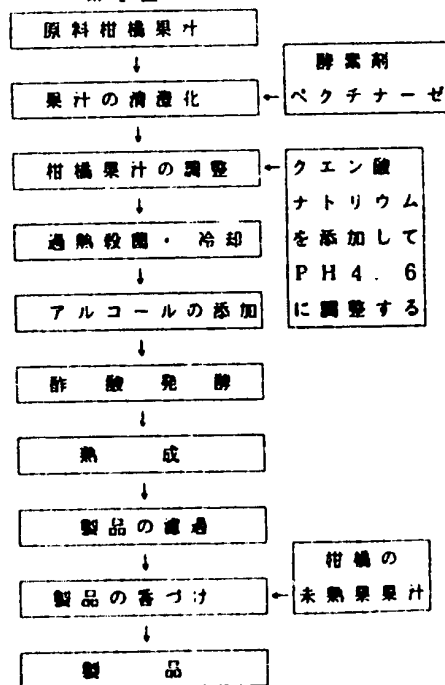 原料柑橘果汁
酵素剤
ペクチナーゼ
果汁の清澄化
柑橘果汁の調整
クエン酸
ナトリウム
を添加して
PH4.6
に調整する
過熱殺菌・冷却
アルコールの添加
酢酸発酵
熟成
製品の濾過
柑橘の
未熟果果汁
製品の香づけ
製品